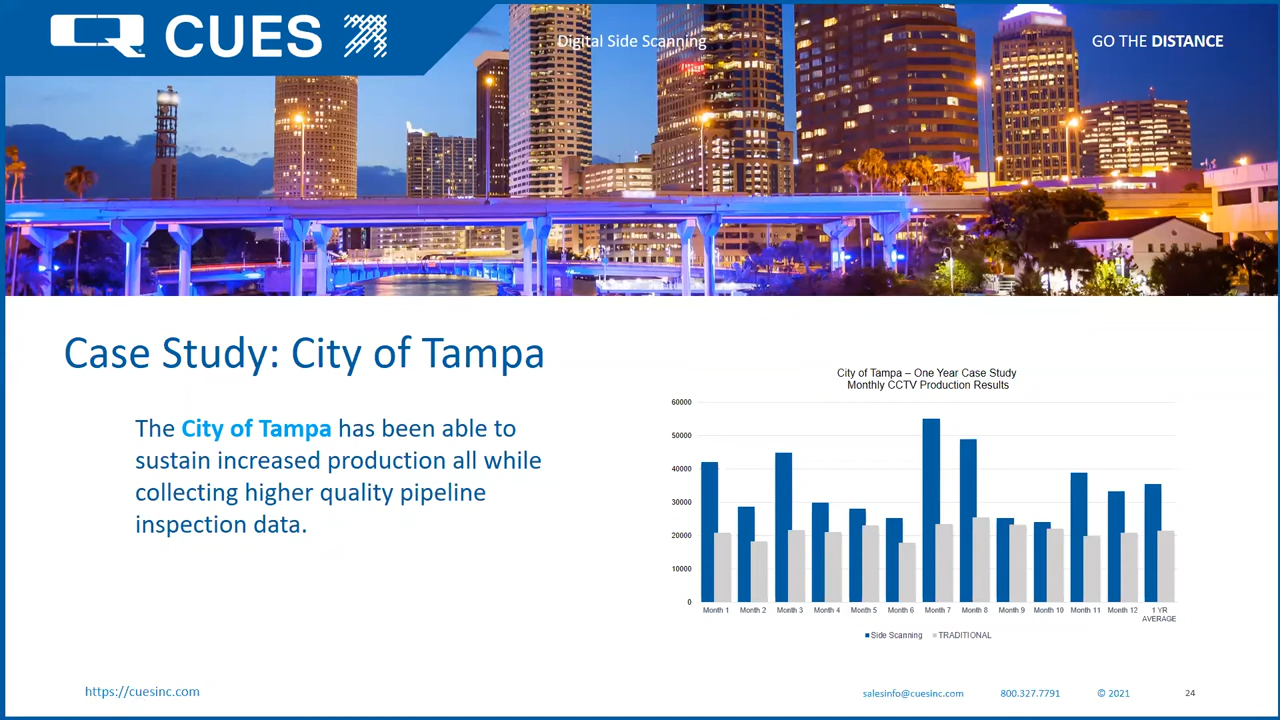 CUES
Digital Side Scanning
GO THE DISTANCE
Case Study: City of Tampa
The City of Tampa has been able to
sustain increased production all while
collecting higher quality pipeline
inspection data.
City of Tampa – One Year Case Study
Monthly CCTV Production Results
60000
50000
40000
30000
20000
10000
0
Month 1 Month 2 Month 3 Month 4 Month 5 Month 6 Month 7 Month 8 Month 9 Month 10 Month 11 Month 12 1 YR
AVERAGE
Side Scanning TRADITIONAL
https://cuesinc.com
salesinfo@cuesinc.com 800.327.7791 © 2021 24